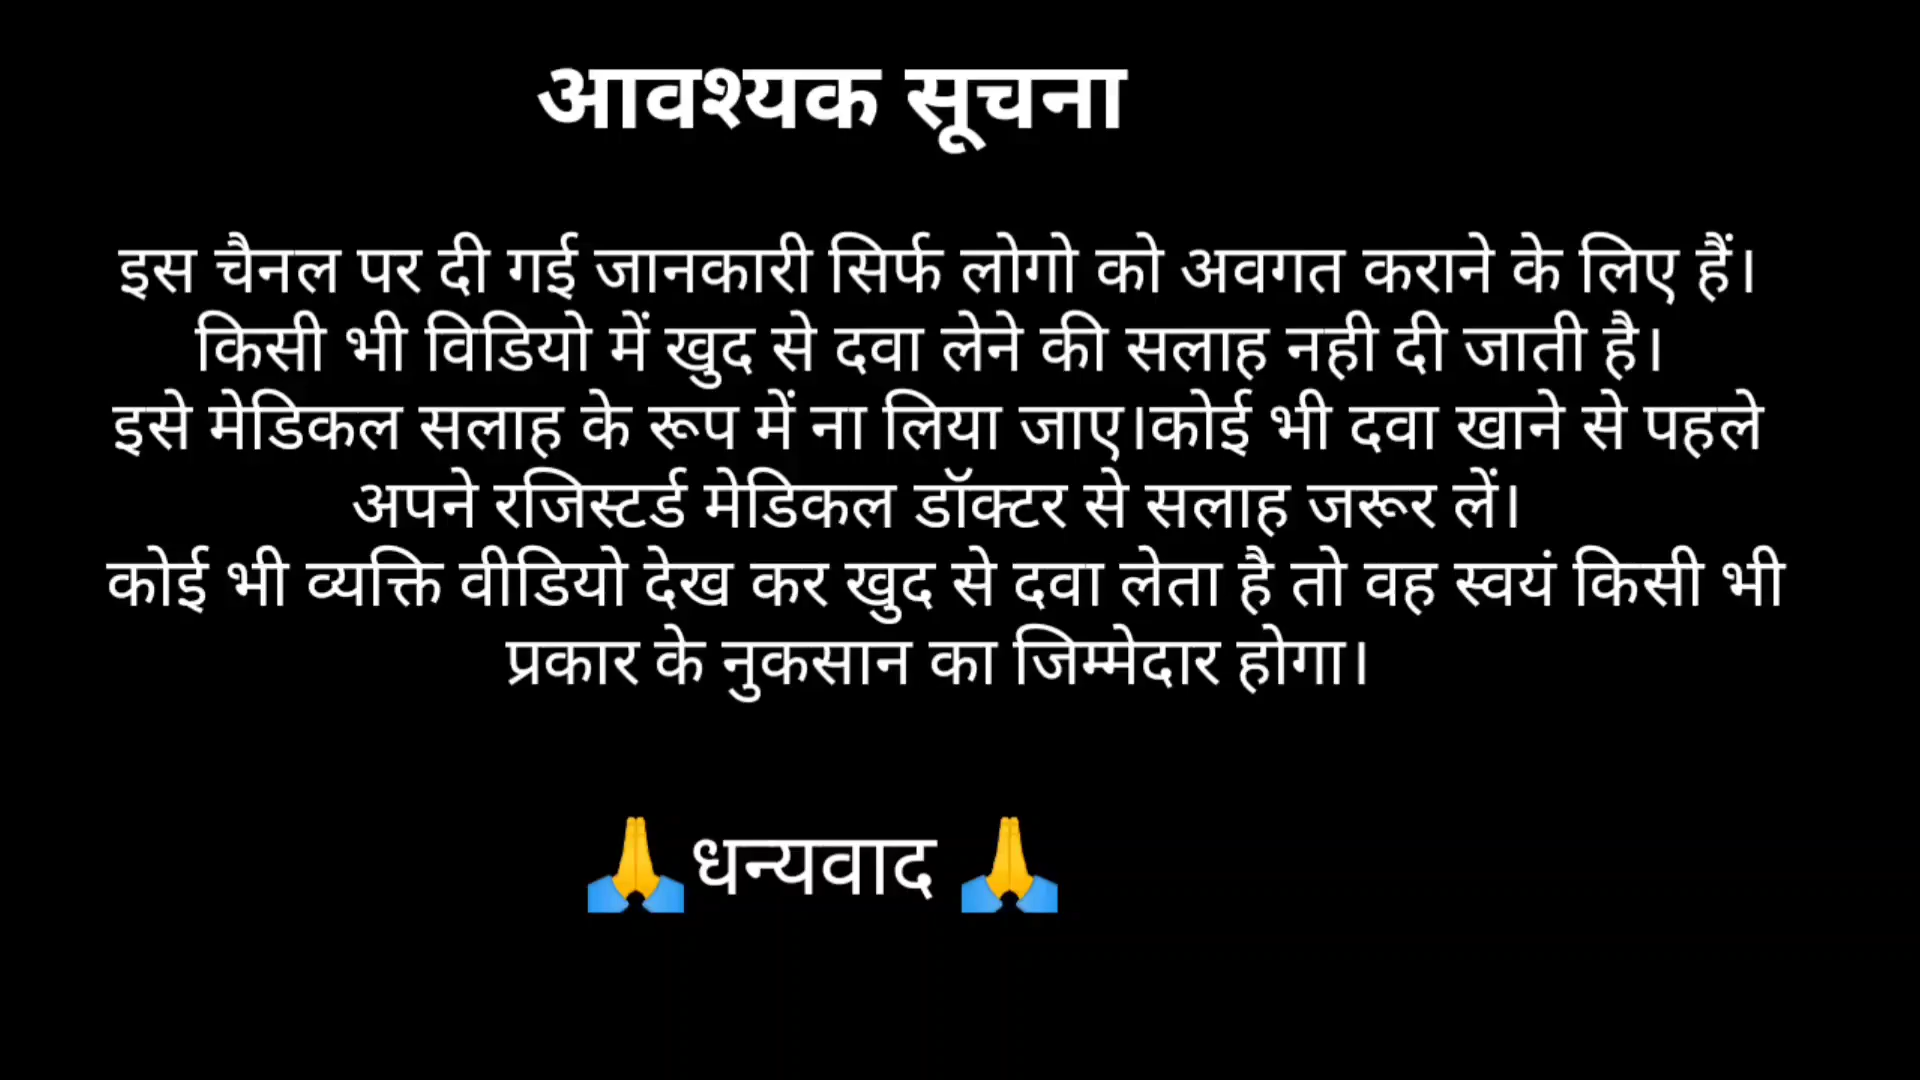 आवश्यक सूचना
इस चैनल पर दी गई जानकारी सिर्फ लोगो को अवगत कराने के लिए हैं।
किसी भी विडियो में खुद से दवा लेने की सलाह नही दी जाती है।
इसे मेडिकल सलाह के रूप में ना लिया जाए।कोई भी दवा खाने से पहले
अपने रजिस्टर्ड मेडिकल डॉक्टर से सलाह जरूर लें।
कोई भी व्यक्ति वीडियो देख कर खुद से दवा लेता है तो वह स्वयं किसी भी
प्रकार के नुकसान का जिम्मेदार होगा।
🙏धन्यवाद 🙏